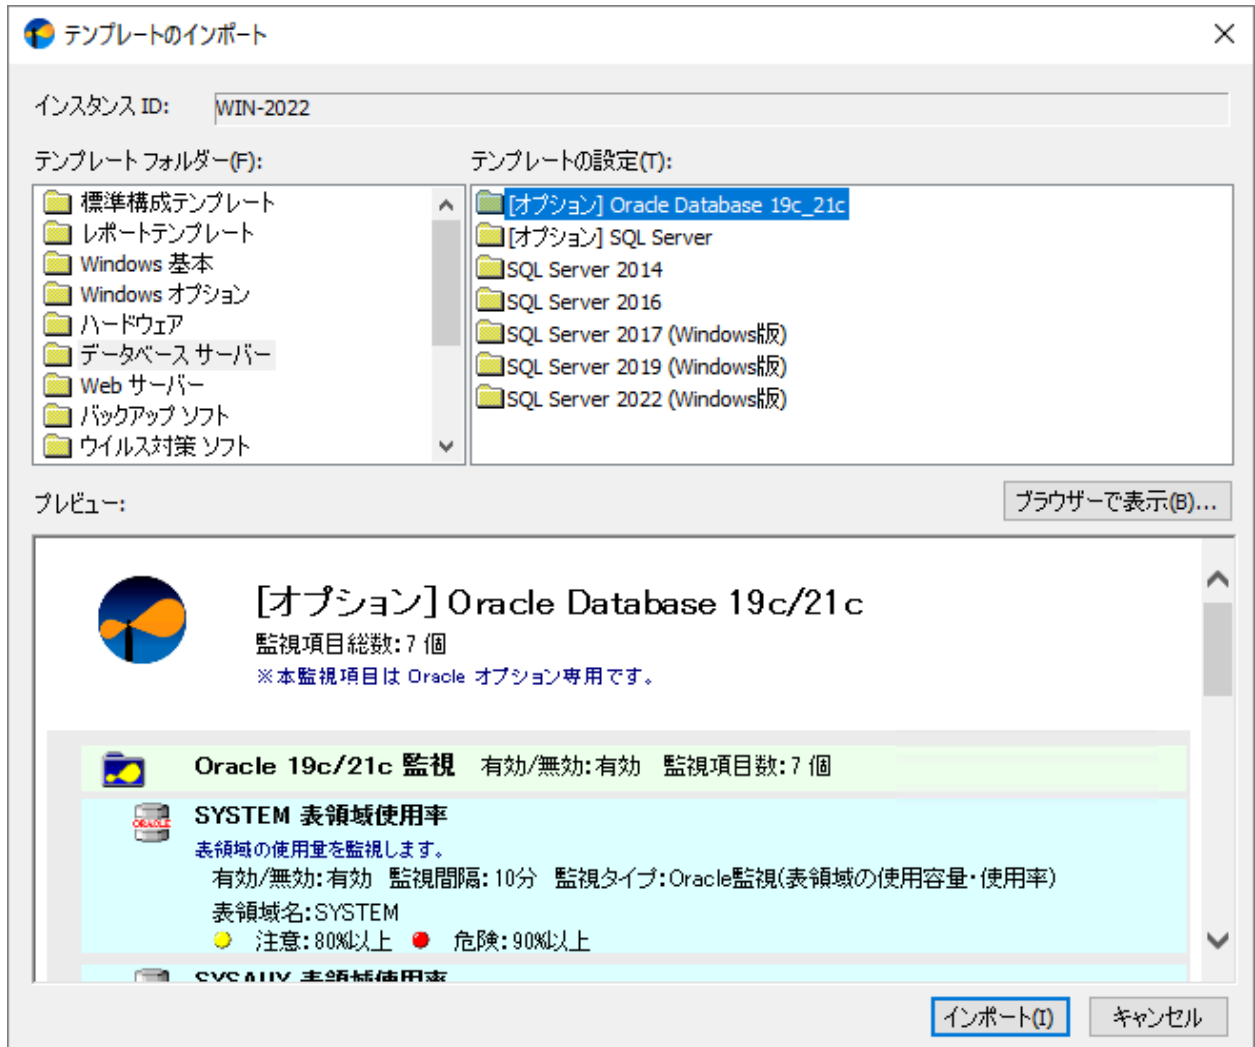 テンプレートのインポート
インスタンス ID: WIN-2022
テンプレート フォルダー(F):
標準構成テンプレート
レポートテンプレート
Windows 基本
Windows オプション
ハードウェア
データベース サーバー
Web サーバー
バックアップ ソフト
ウイルス対策 ソフト
テンプレートの設定(T):
[オプション] Oracle Database 19c_21c
[オプション] SQL Server
SQL Server 2014
SQL Server 2016
SQL Server 2017 (Windows版)
SQL Server 2019 (Windows版)
SQL Server 2022 (Windows版)
プレビュー:
ブラウザーで表示(B)...
[オプション] Oracle Database 19c/21c
監視項目総数:7 個
※本監視項目は Oracle オプション専用です。
Oracle 19c/21c 監視 有効/無効:有効 監視項目数:7 個
ORACLE
SYSTEM 表領域使用率
表領域の使用量を監視します。
有効/無効:有効 監視間隔:10分 監視タイプ:Oracle監視(表領域の使用容量・使用率)
表領域名:SYSTEM
注意:80%以上 危険:90%以上
SYSAUX 表領域使用率
インポート(I)
キャンセル